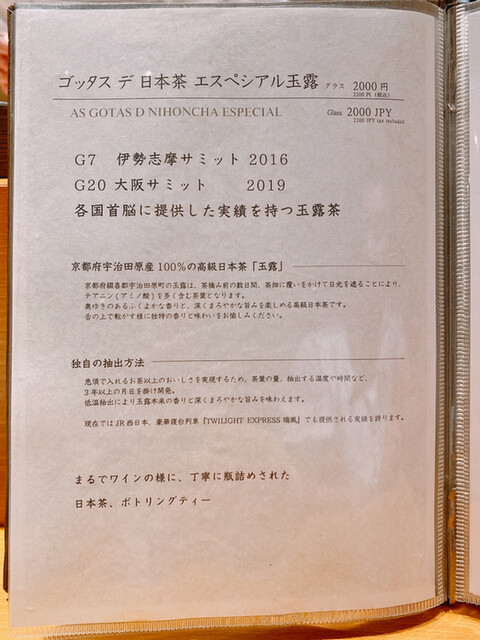 ゴッタス デ 日本茶 エスペシアル玉露 グラス 2000 円
2200 円 (税込)
AS GOTAS D NIHONCHA ESPECIAL Glass 2000 JPY
2200 JPY tax included
G7 伊勢志摩サミット 2016
G20 大阪サミット 2019
各国首脳に提供した実績を持つ玉露茶
京都府宇治田原産 100%の高級日本茶「玉露」
京都府綴喜郡宇治田原町の玉露は、茶摘み前の数日間、茶畑に覆いをかけて日光を遮ることにより、
テアニン(アミノ酸)を多く含む茶葉となります。
奥ゆきのあるふくよかな香りと、深くまろやかな旨みを楽しめる高級日本茶です。
舌の上で転がす様に独特の香りと味わいをお愉しみください。
独自の抽出方法
急須で入れるお茶以上のおいしさを実現するため、茶葉の量、抽出する温度や時間など、
3年以上の月日を掛け開発。
低温抽出により玉露本来の香りと深くまろやかな旨みを味わえます。
現在では JR 西日本、豪華寝台列車『TWILIGHT EXPRESS 瑞風』でも提供される実績を誇ります。
まるでワインの様に、丁寧に瓶詰めされた
日本茶、ボトリングティー